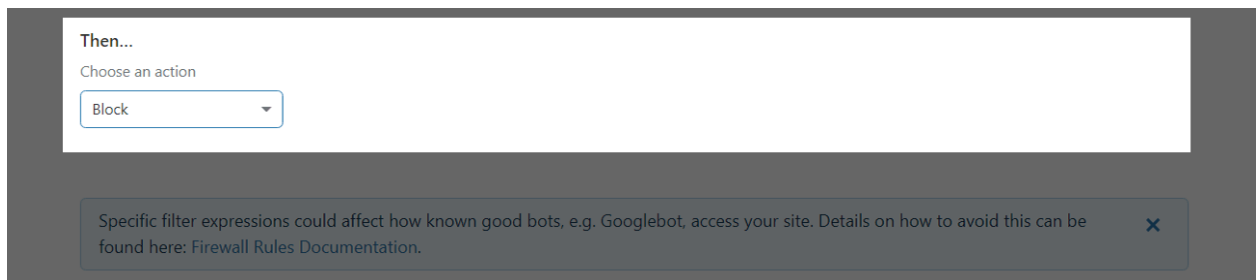 Then...
Choose an action
Block
Specific filter expressions could affect how known good bots, e.g. Googlebot, access your site. Details on how to avoid this can be
found here: Firewall Rules Documentation.